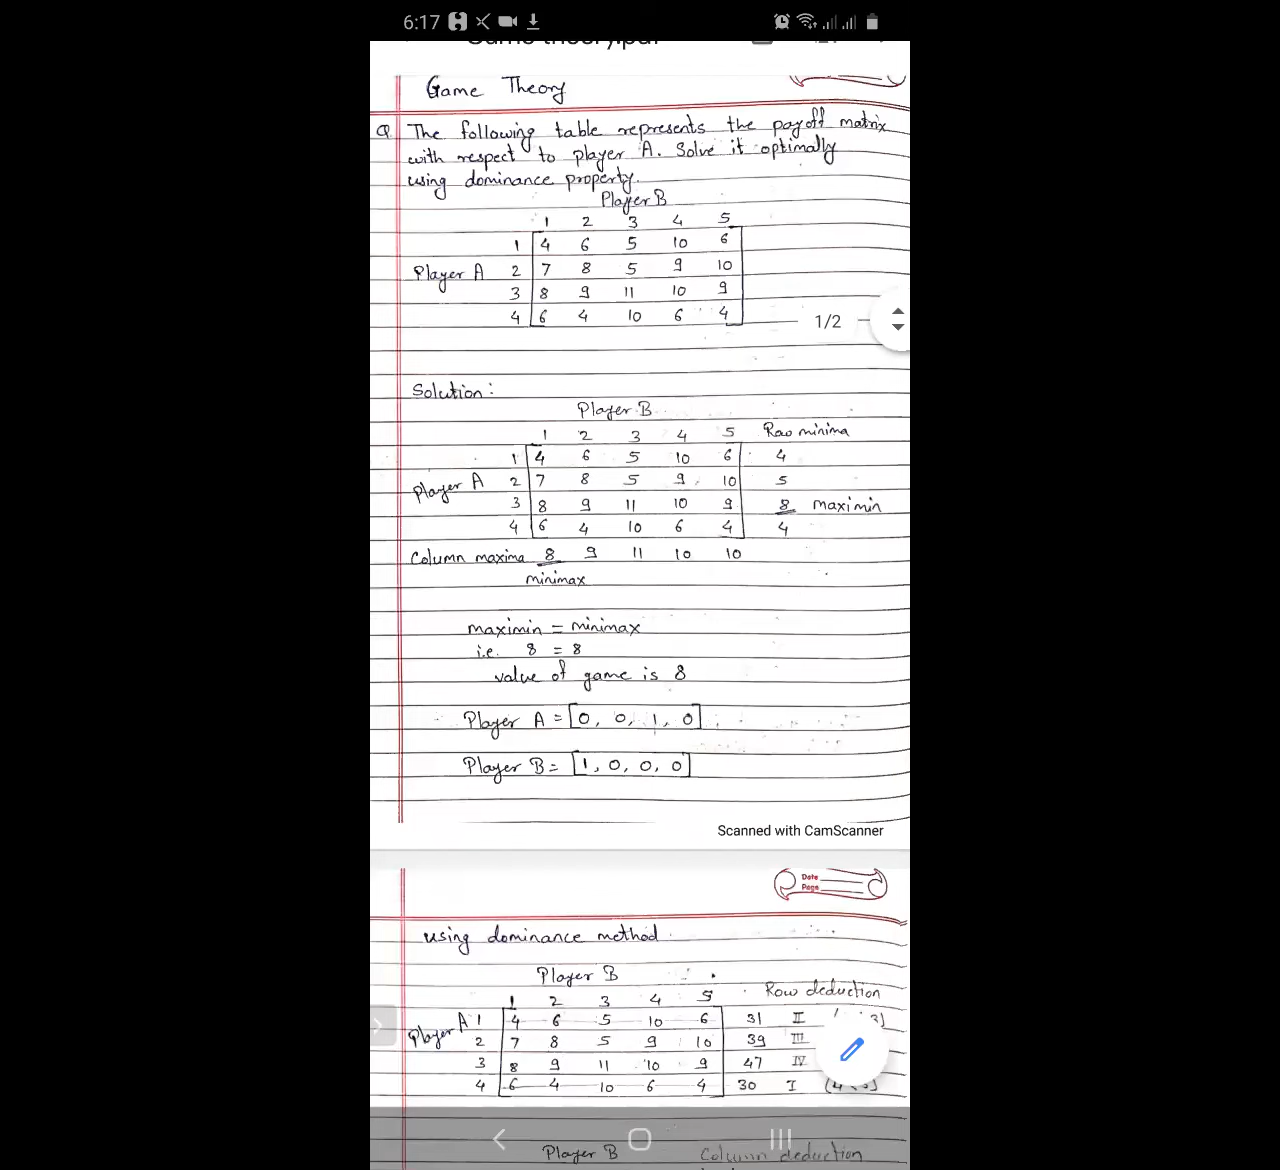 6:17
Game theory.pdf
Game Theory
Q The following table represents the payoff matrix
with respect to player A. Solve it optimally
using dominance property.
Player B
1 2 3 4 5
1 4 6 5 10 6
Player A 2 7 8 5 9 10
3 8 9 11 10 9
4 6 4 10 6 4
1/2
Solution:
Player B
1 2 3 4 5 Row minima
1 4 6 5 10 6 4
Player A 2 7 8 5 9 10 5
3 8 9 11 10 9 8 maximin
4 6 4 10 6 4 4
Column maxima 8 9 11 10 10
minimax
maximin = minimax
i.e. 8 = 8
value of game is 8
Player A = [0, 0, 1, 0]
Player B = [1, 0, 0, 0]
Scanned with CamScanner
Date
Page
using dominance method
Player B
1 2 3 4 5 Row deduction
Player A 1 4 6 5 10 6 31 II 3)
2 7 8 5 9 10 39 III
3 8 9 11 10 9 47 IV
4 6 4 10 6 4 30 I (4
Player B Column deduction